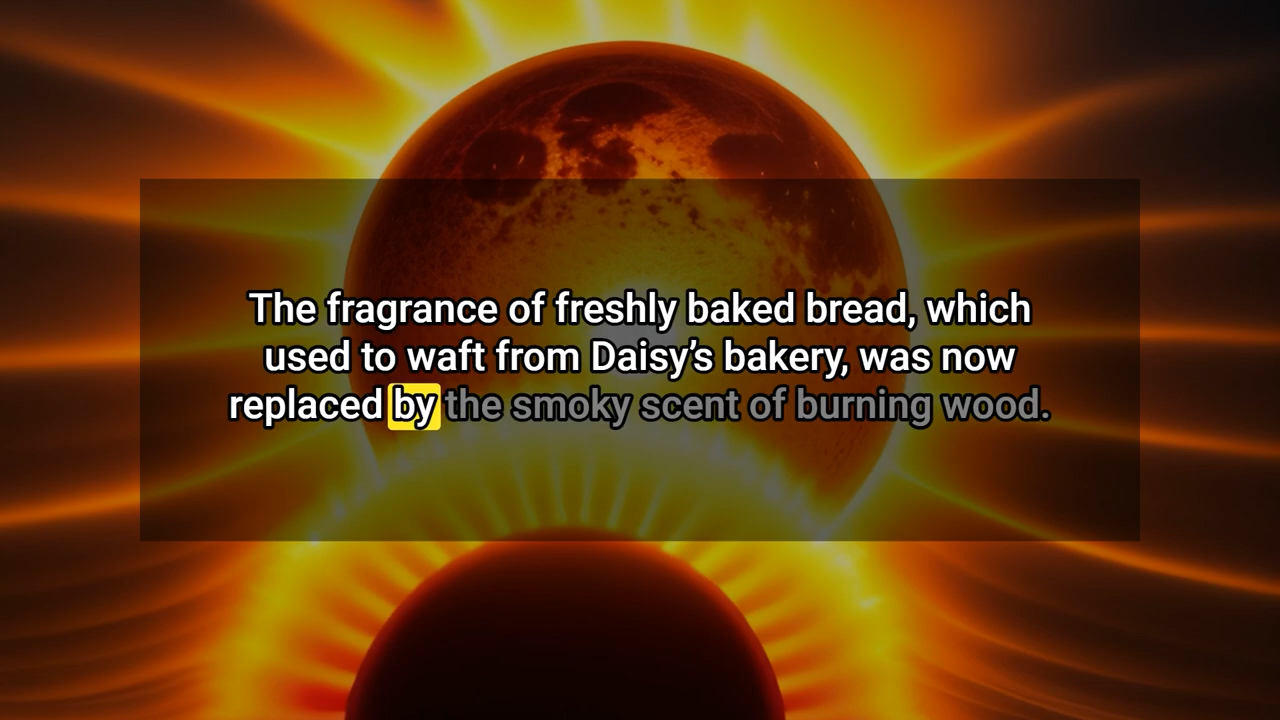 The fragrance of freshly baked bread, which
used to waft from Daisy’s bakery, was now
replaced by the smoky scent of burning wood.